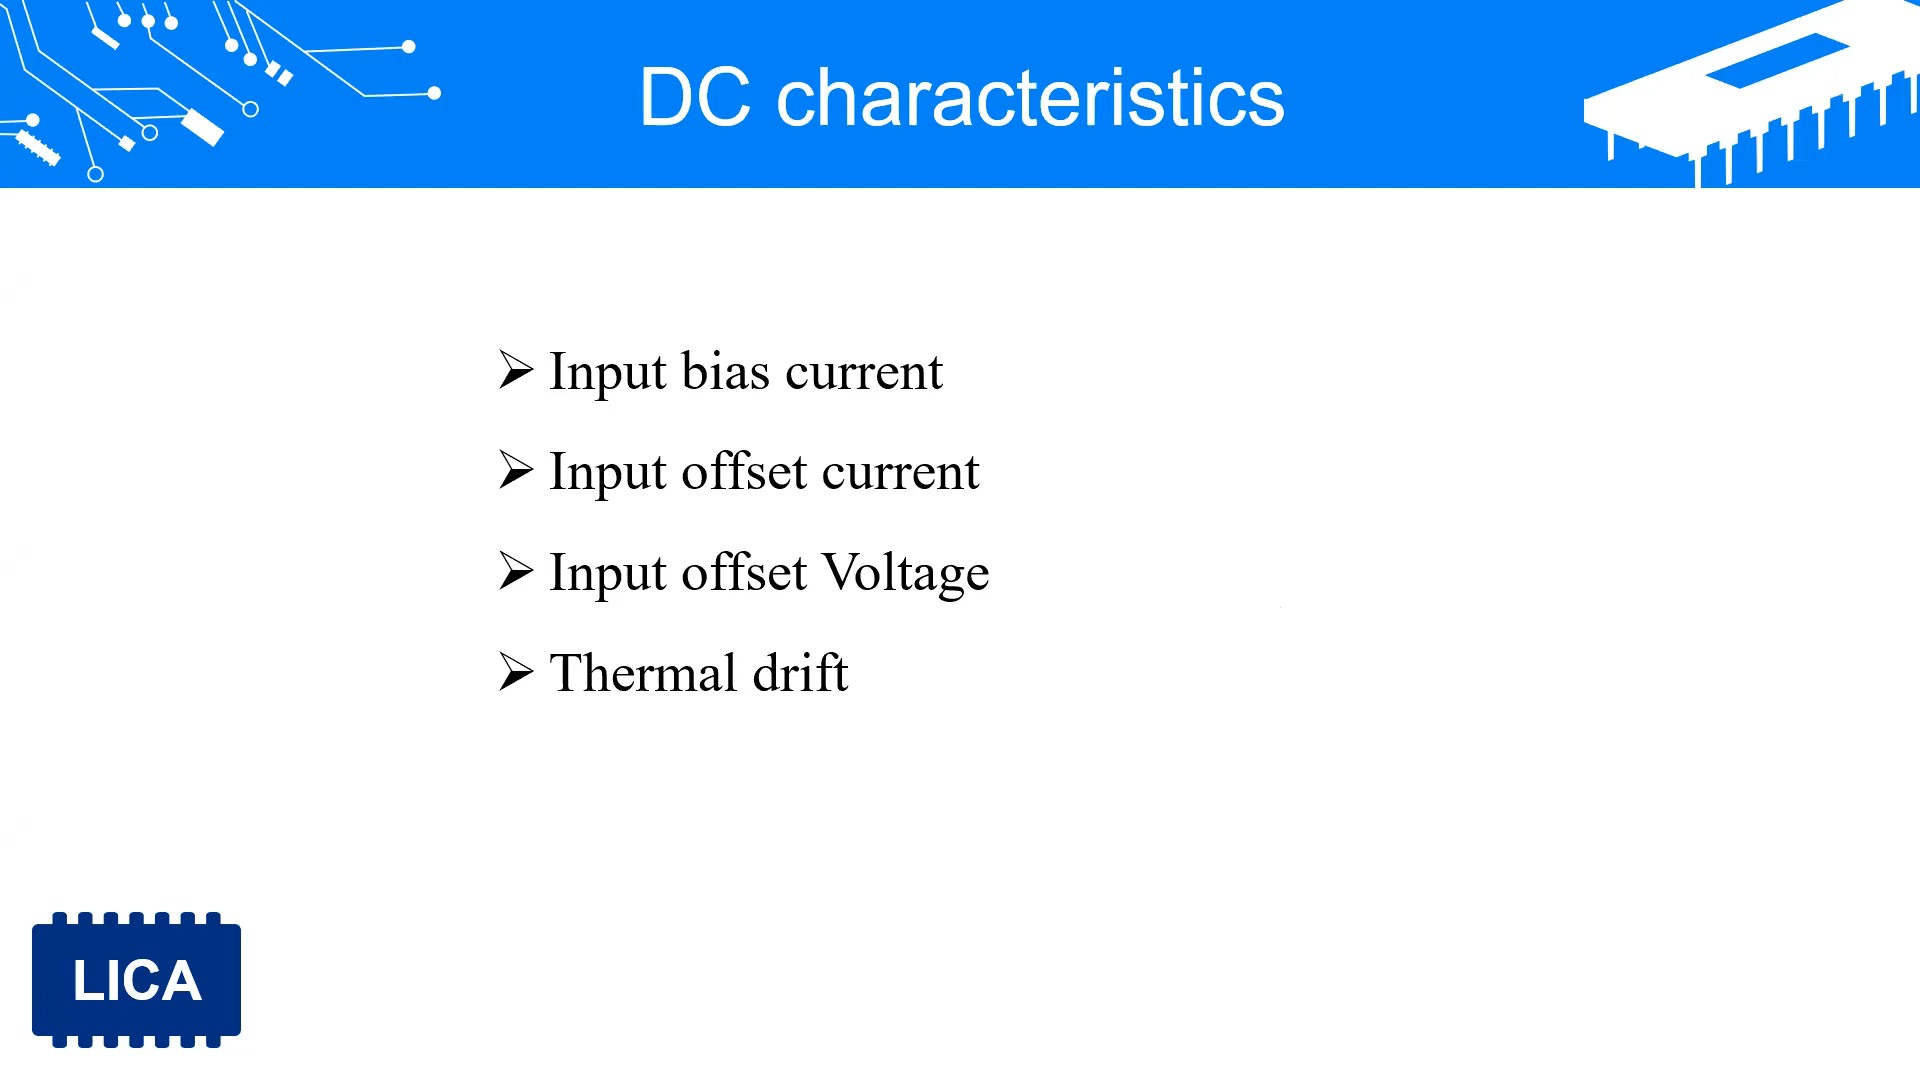 DC characteristics
➢ Input bias current
➢ Input offset current
➢ Input offset Voltage
➢ Thermal drift
LICA